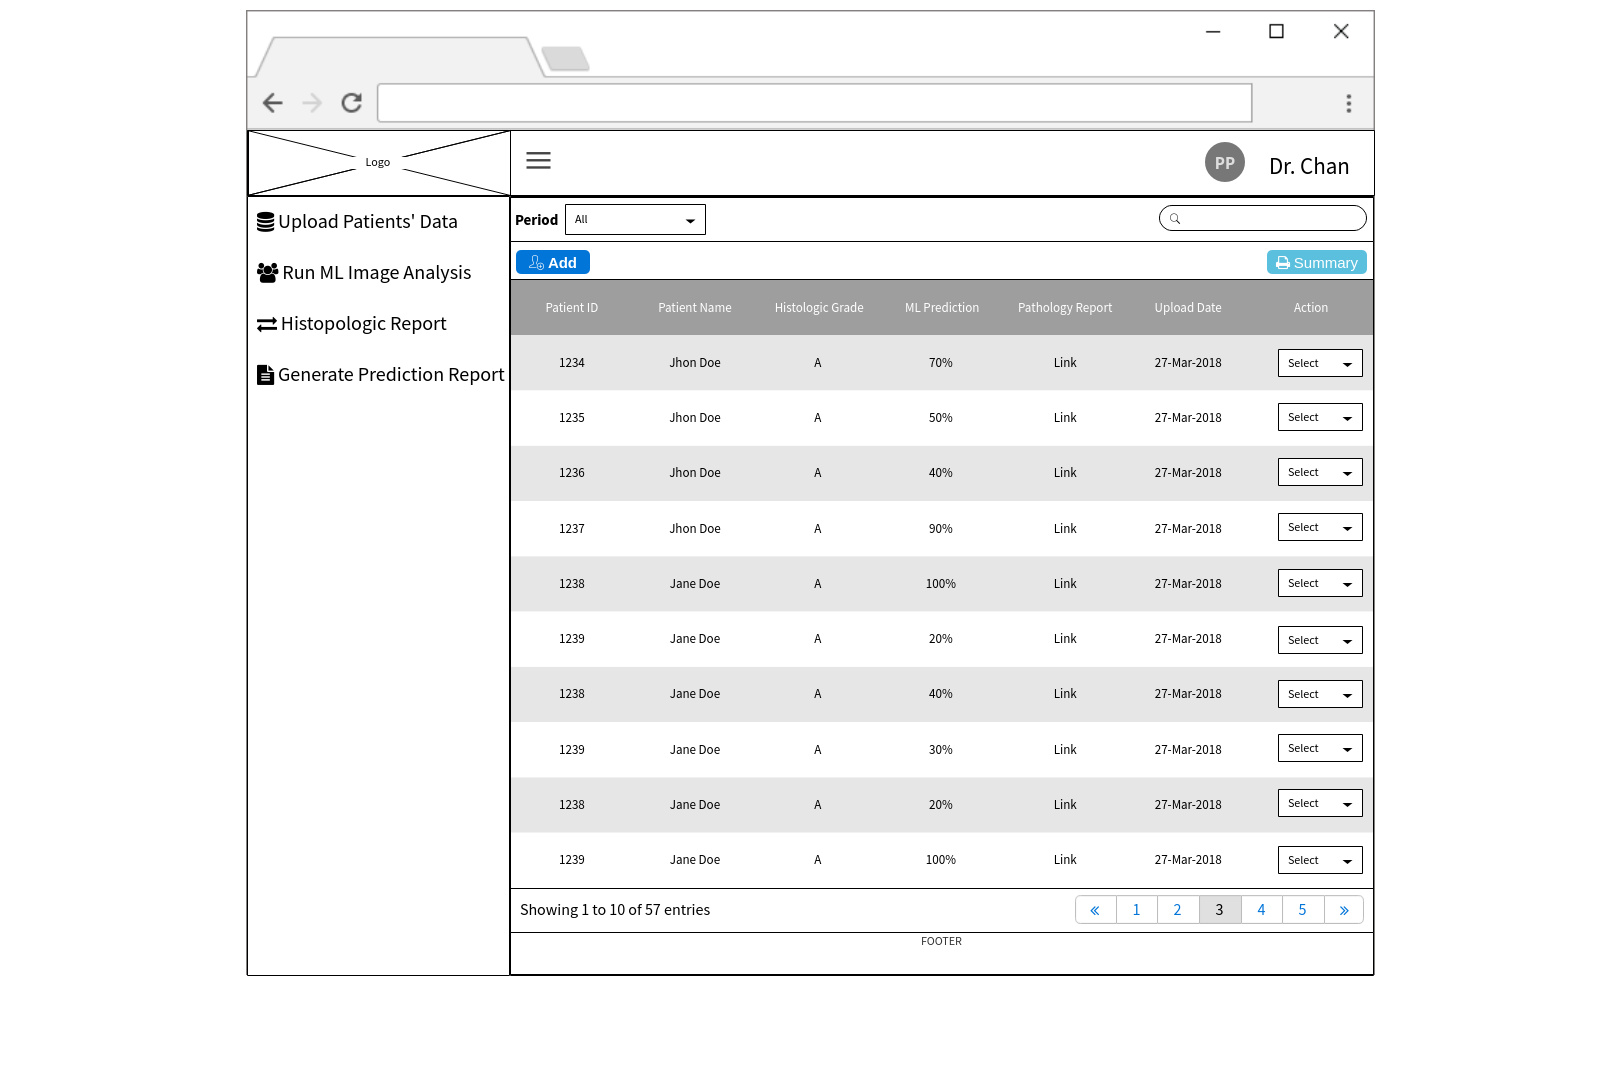 Logo
PP
Dr. Chan
Upload Patients' Data
Run ML Image Analysis
Histopologic Report
Generate Prediction Report
Period All
Add Summary
Patient ID Patient Name Histologic Grade ML Prediction Pathology Report Upload Date Action
1234 Jhon Doe A 70% Link 27-Mar-2018 Select
1235 Jhon Doe A 50% Link 27-Mar-2018 Select
1236 Jhon Doe A 40% Link 27-Mar-2018 Select
1237 Jhon Doe A 90% Link 27-Mar-2018 Select
1238 Jane Doe A 100% Link 27-Mar-2018 Select
1239 Jane Doe A 20% Link 27-Mar-2018 Select
1238 Jane Doe A 40% Link 27-Mar-2018 Select
1239 Jane Doe A 30% Link 27-Mar-2018 Select
1238 Jane Doe A 20% Link 27-Mar-2018 Select
1239 Jane Doe A 100% Link 27-Mar-2018 Select
Showing 1 to 10 of 57 entries « 1 2 3 4 5 »
FOOTER